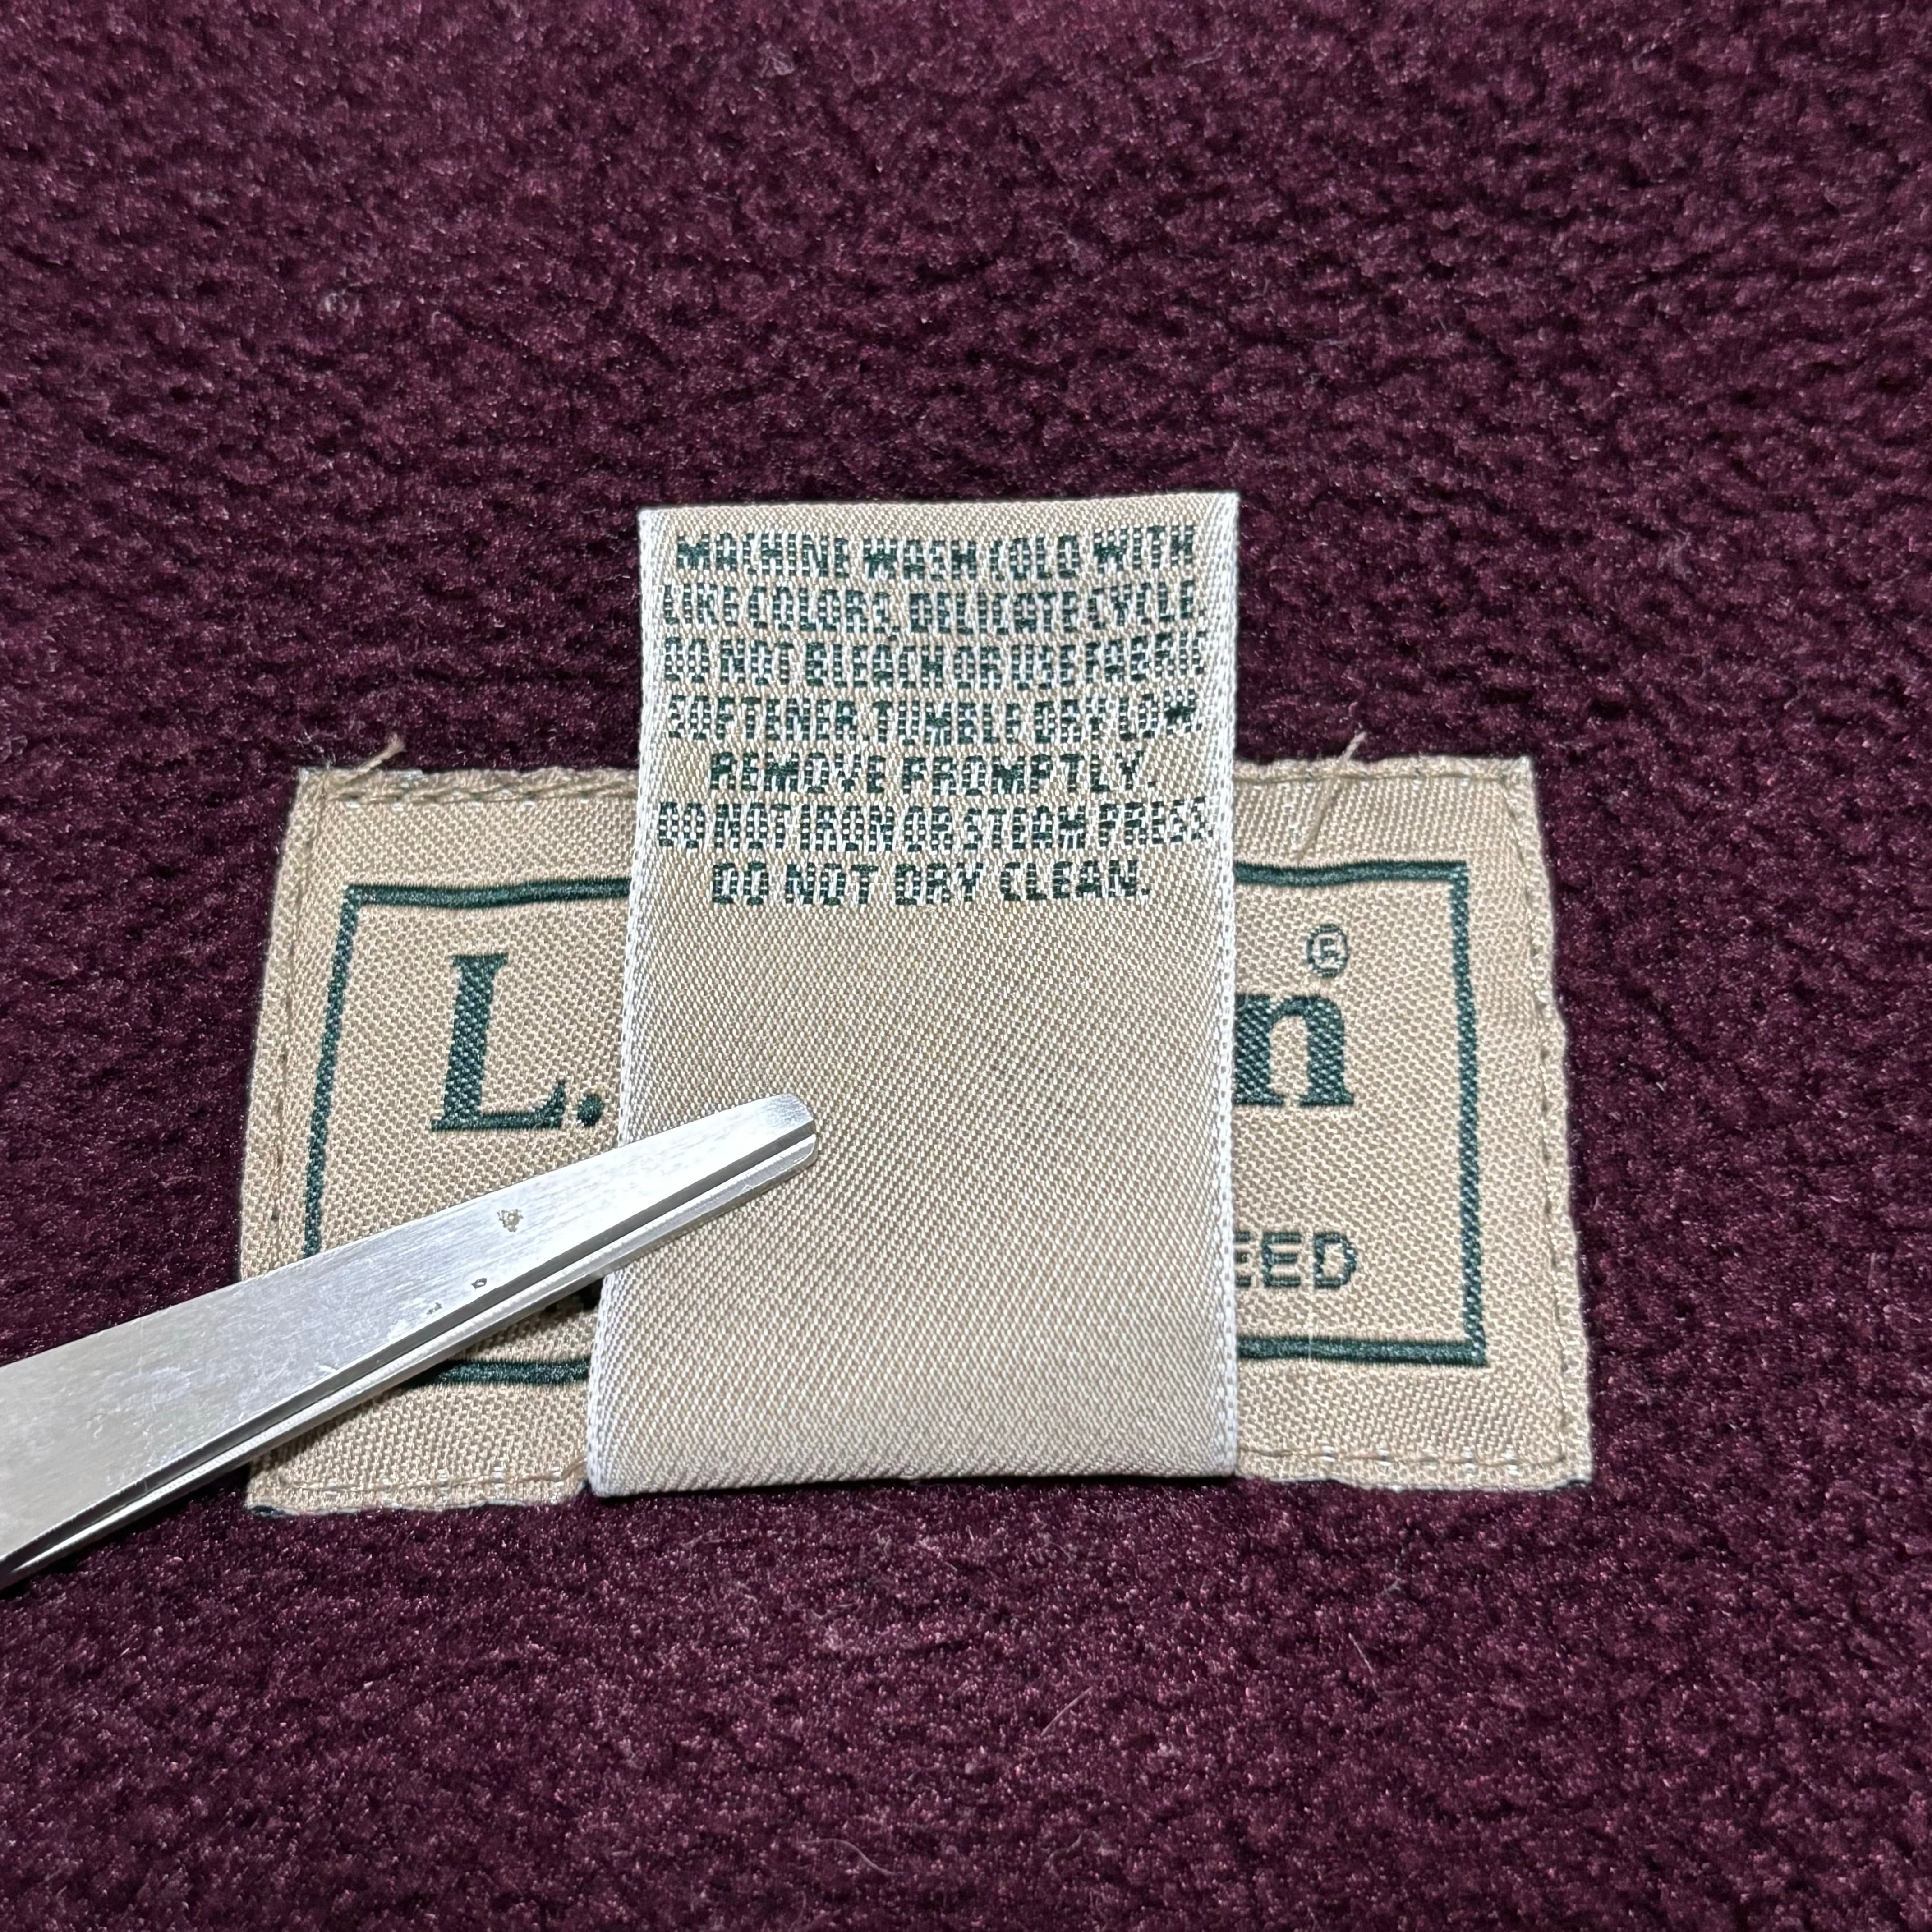 MACHINE WASH COLD WITH
LIKE COLORS, DELICATE CYCLE.
DO NOT BLEACH OR USE FABRIC
SOFTENER. TUMBLE DRY LOW.
REMOVE PROMPTLY.
DO NOT IRON OR STEAM PRESS.
DO NOT DRY CLEAN.
L. n®
EED